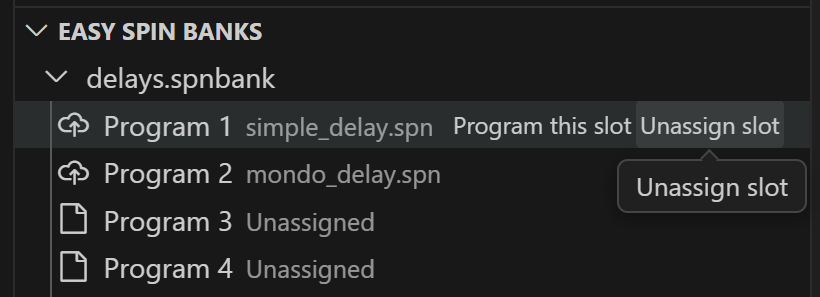 EASY SPIN BANKS
delays.spnbank
Program 1 simple_delay.spn Program this slot Unassign slot
Program 2 mondo_delay.spn
Unassign slot
Program 3 Unassigned
Program 4 Unassigned